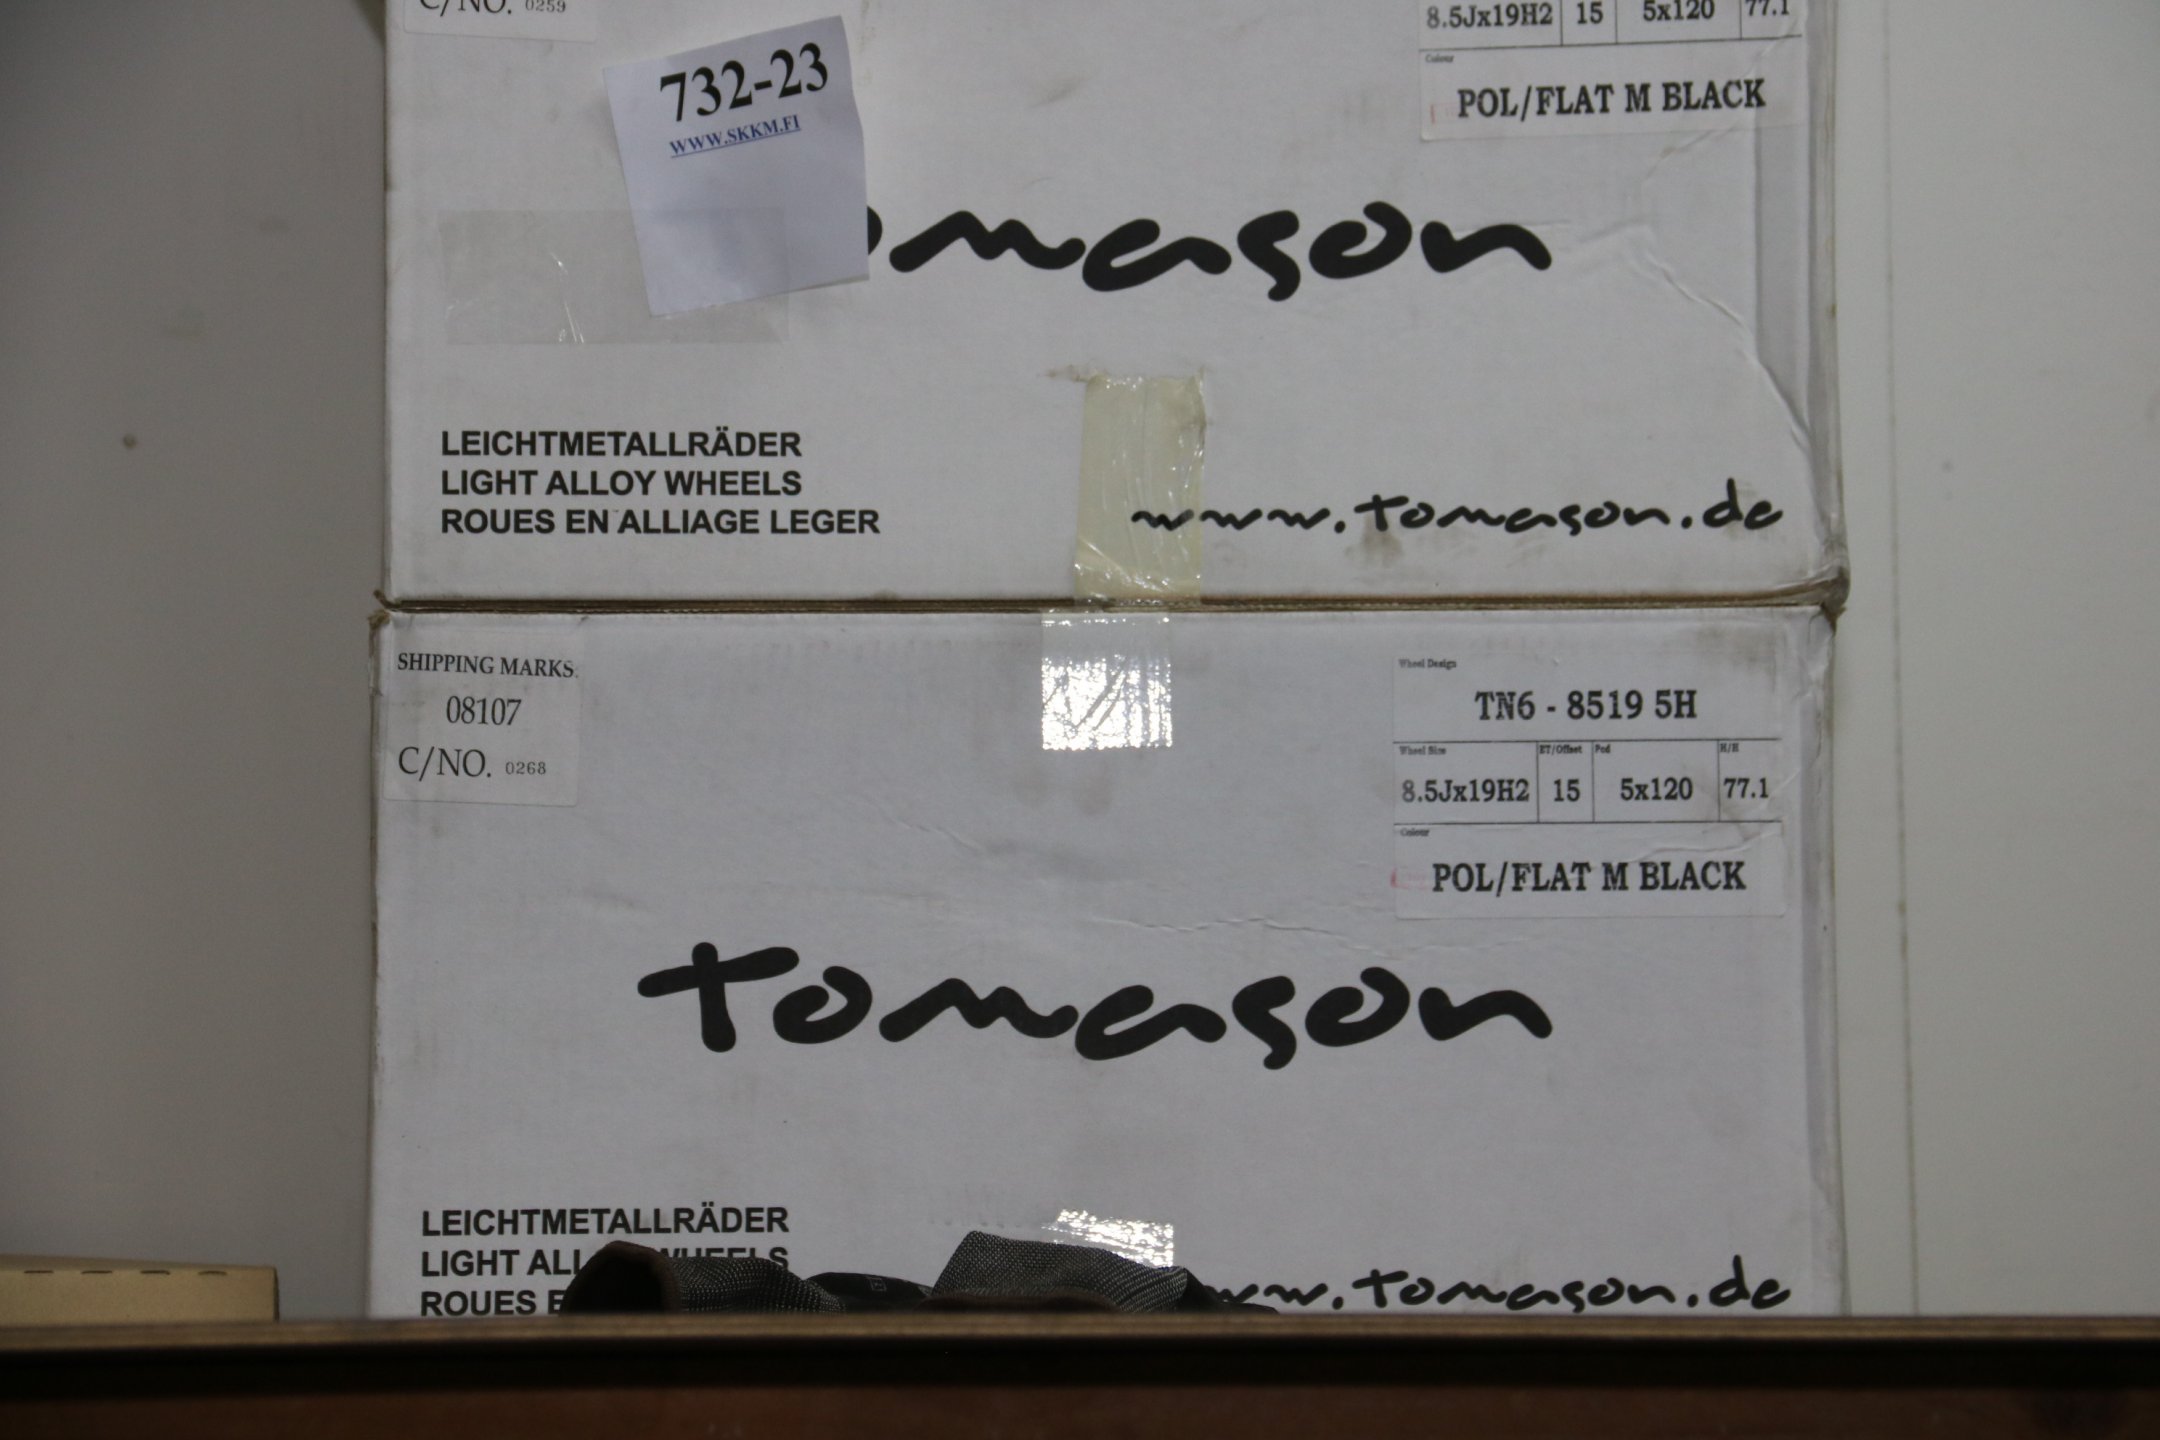 C/NO. 0259
732-23
WWW.SKKM.FI
8.5Jx19H2 15 5x120 77.1
Colour
POL/FLAT M BLACK
omason
LEICHTMETALLRÄDER
LIGHT ALLOY WHEELS
ROUES EN ALLIAGE LEGER
www.tomason.de
SHIPPING MARKS:
08107
C/NO. 0268
Wheel Design
TN6 - 8519 5H
Wheel Size ET/Offset Pcd H/H
8.5Jx19H2 15 5x120 77.1
Colour
POL/FLAT M BLACK
tomason
LEICHTMETALLRÄDER
LIGHT ALL WHEELS
ROUES E
ww.tomason.de